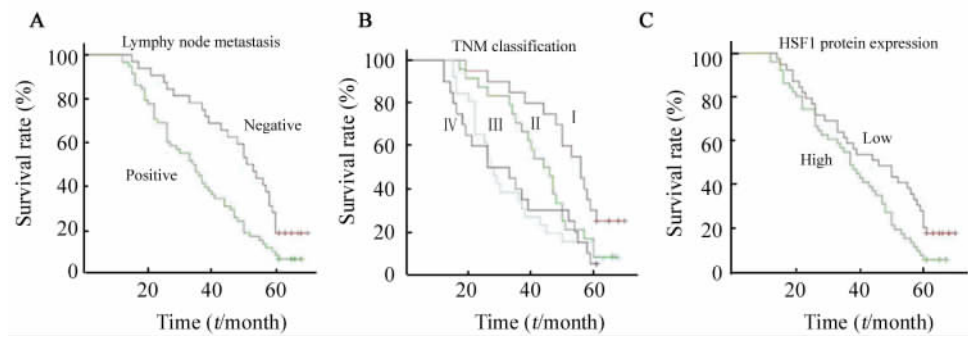 A
Lymphy node metastasis
100
80
60
40
20
0
Survival rate (%)
Negative
Positive
20 40 60
Time (t/month)
B
TNM classification
100
80
60
40
20
0
Survival rate (%)
IV III II I
20 40 60
Time (t/month)
C
HSF1 protein expression
100
80
60
40
20
0
Survival rate (%)
Low
High
20 40 60
Time (t/month)